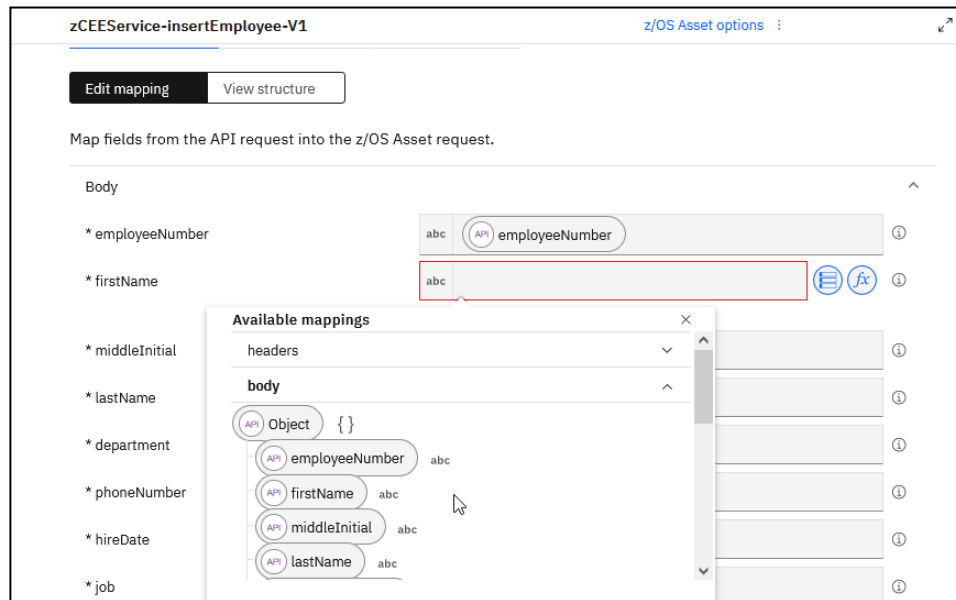 zCEEService-insertEmployee-V1 z/OS Asset options
Edit mapping View structure
Map fields from the API request into the z/OS Asset request.
Body
* employeeNumber abc API employeeNumber
* firstName abc fx
Available mappings
headers
* middleInitial
body
* lastName
API Object { }
* department
API employeeNumber abc
* phoneNumber
API firstName abc
API middleInitial abc
* hireDate
API lastName abc
* job